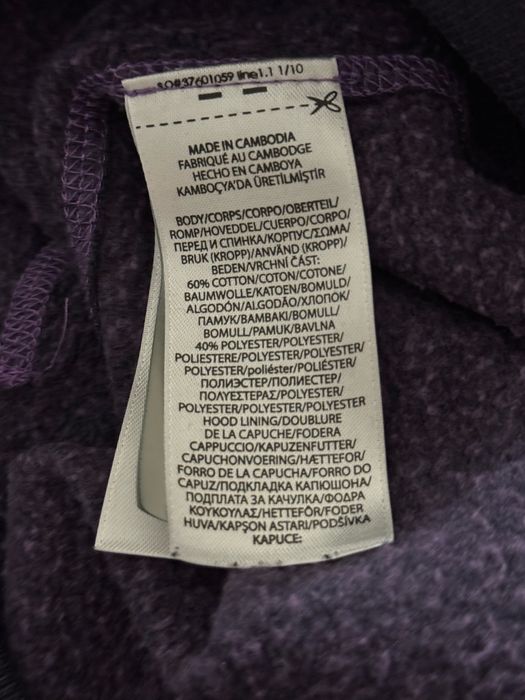 SO#37601059 line1.1 1/10
MADE IN CAMBODIA
FABRIQUÉ AU CAMBODGE
HECHO EN CAMBOYA
KAMBOÇYA'DA ÜRETİLMİŞTİR
BODY/CORPS/CORPO/OBERTEIL/
ROMP/HOVEDDEL/CUERPO/CORPO/
ПЕРЕД И СПИНКА/КОРПУС/ΣΩΜΑ/
BRUK (KROPP)/ANVÄND (KROPP)/
BEDEN/VRCHNÍ ČÁST:
60% COTTON/COTON/COTONE/
BAUMWOLLE/KATOEN/BOMULD/
ALGODÓN/ALGODÃO/ХЛОПОК/
ПАМУК/ΒΑΜΒΑΚΙ/BOMULL/
BOMULL/PAMUK/BAVLNA
40% POLYESTER/POLYESTER/
POLIESTERE/POLYESTER/POLYESTER/
POLYESTER/poliéster/POLIÉSTER/
ПОЛИЭСТЕР/ПОЛИЕСТЕР/
ΠΟΛΥΕΣΤΕΡΑΣ/POLYESTER/
POLYESTER/POLYESTER/POLYESTER
HOOD LINING/DOUBLURE
DE LA CAPUCHE/FODERA
CAPPUCCIO/KAPUZENFUTTER/
CAPUCHONVOERING/HÆTTEFOR/
FORRO DE LA CAPUCHA/FORRO DO
CAPUZ/ПОДКЛАДКА КАПЮШОНА/
ПОДПЛАТА ЗА КАЧУЛКА/ΦΟΔΡΑ
ΚΟΥΚΟΥΛΑΣ/HETTEFÔR/FODER
HUVA/KAPŞON ASTARI/PODŠÍVKA
KAPUCE: